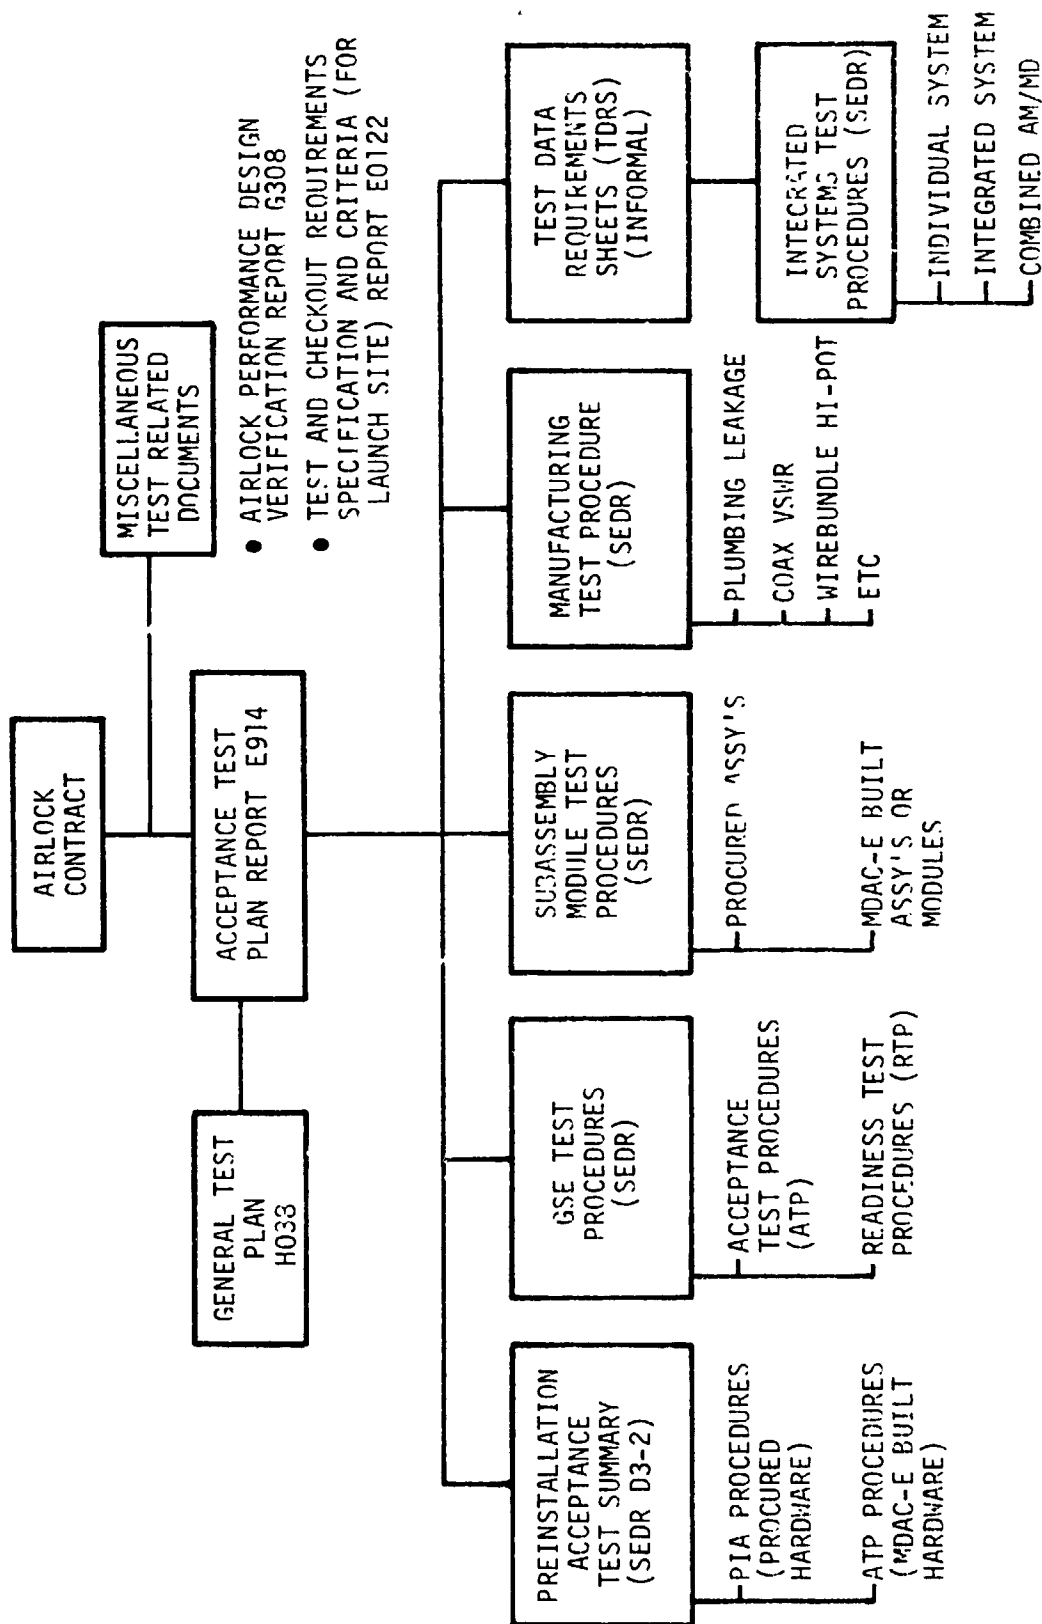 AIRLOCK
CONTRACT
MISCELLANEOUS
TEST RELATED
DOCUMENTS
● AIRLOCK PERFORMANCE DESIGN
VERIFICATION REPORT G308
● TEST AND CHECKOUT REQUIREMENTS
SPECIFICATION AND CRITERIA (FOR
LAUNCH SITE) REPORT E0122
GENERAL TEST
PLAN
H038
ACCEPTANCE TEST
PLAN REPORT E914
PREINSTALLATION
ACCEPTANCE
TEST SUMMARY
(SEDR D3-2)
PIA PROCEDURES
(PROCURED
HARDWARE)
ATP PROCEDURES
(MDAC-E BUILT
HARDWARE)
GSE TEST
PROCEDURES
(SEDR)
ACCEPTANCE
TEST PROCEDURES
(ATP)
READINESS TEST
PROCEDURES (RTP)
SUBASSEMBLY
MODULE TEST
PROCEDURES
(SEDR)
PROCURED ASSY'S
MDAC-E BUILT
ASSY'S OR
MODULES
MANUFACTURING
TEST PROCEDURE
(SEDR)
PLUMBING LEAKAGE
COAX VSWR
WIREBUNDLE HI-POT
ETC
TEST DATA
REQUIREMENTS
SHEETS (TDRS)
(INFORMAL)
INTEGRATED
SYSTEMS TEST
PROCEDURES (SEDR)
INDIVIDUAL SYSTEM
INTEGRATED SYSTEM
COMBINED AM/MD